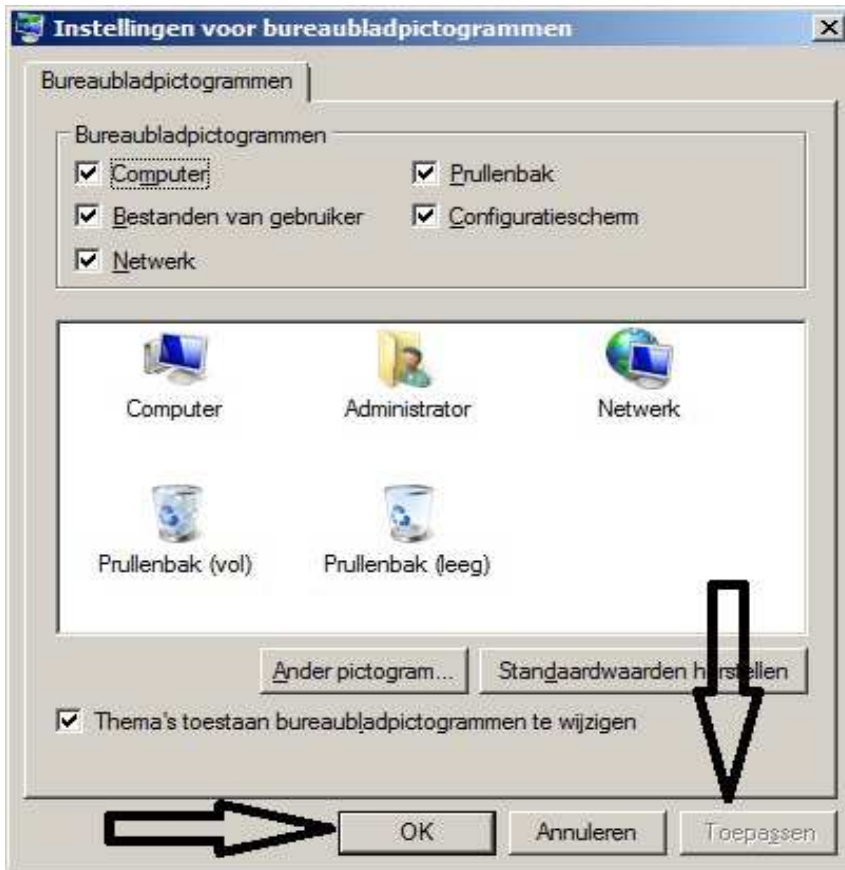 Instellingen voor bureaubladpictogrammen
Bureaubladpictogrammen
Bureaubladpictogrammen
Computer
Prullenbak
Bestanden van gebruiker
Configuratiescherm
Netwerk
Computer
Administrator
Netwerk
Prullenbak (vol)
Prullenbak (leeg)
Ander pictogram...
Standaardwaarden herstellen
Thema's toestaan bureaubladpictogrammen te wijzigen
OK
Annuleren
Toepassen